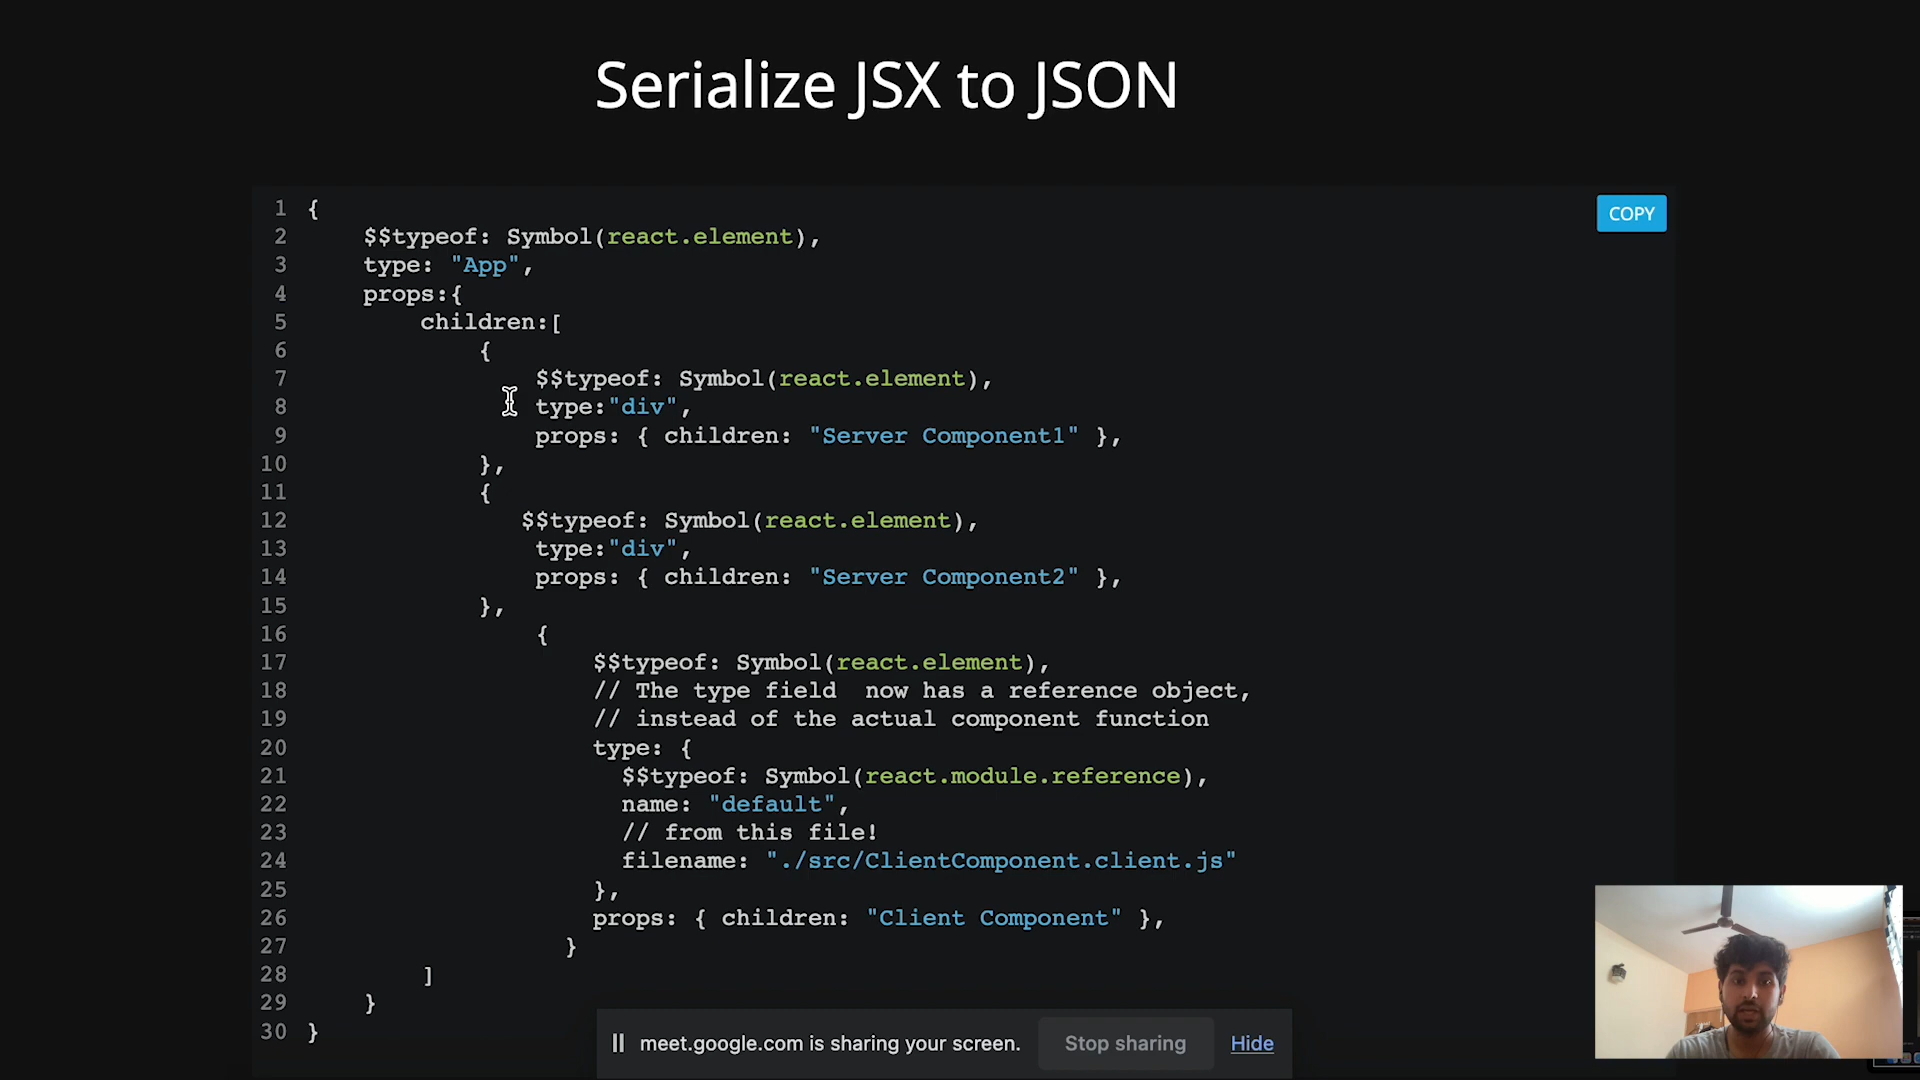 Serialize JSX to JSON
COPY
1 {
2 $$typeof: Symbol(react.element),
3 type: "App",
4 props:{
5 children:[
6 {
7 $$typeof: Symbol(react.element),
8 type:"div",
9 props: { children: "Server Component1" },
10 },
11 {
12 $$typeof: Symbol(react.element),
13 type:"div",
14 props: { children: "Server Component2" },
15 },
16 {
17 $$typeof: Symbol(react.element),
18 // The type field  now has a reference object,
19 // instead of the actual component function
20 type: {
21 $$typeof: Symbol(react.module.reference),
22 name: "default",
23 // from this file!
24 filename: "./src/ClientComponent.client.js"
25 },
26 props: { children: "Client Component" },
27 }
28 ]
29 }
30 }
meet.google.com is sharing your screen. Stop sharing Hide